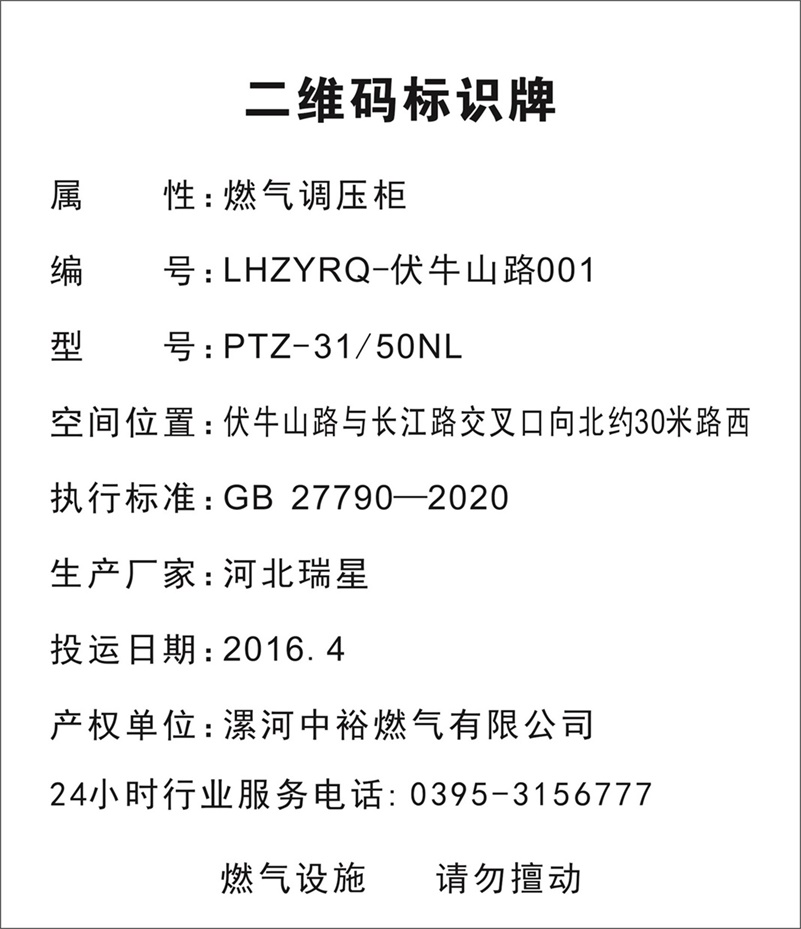 二维码标识牌
属 性:燃气调压柜
编 号:LHZYRQ-伏牛山路001
型 号:PTZ-31/50NL
空间位置:伏牛山路与长江路交叉口向北约30米路西
执行标准:GB 27790—2020
生产厂家:河北瑞星
投运日期:2016.4
产权单位:漯河中裕燃气有限公司
24小时行业服务电话:0395-3156777
燃气设施 请勿擅动